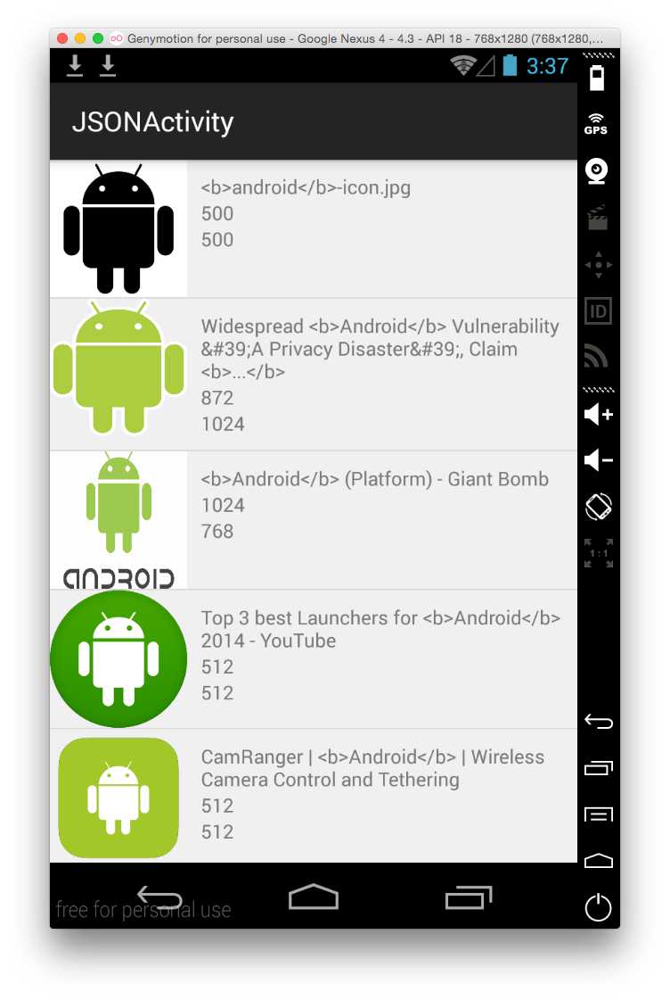 Genymotion for personal use - Google Nexus 4 - 4.3 - API 18 - 768x1280 (768x1280,...
3:37
JSONActivity
GPS
<b>android</b>-icon.jpg
500
500
ID
Widespread <b>Android</b> Vulnerability
&#39;A Privacy Disaster&#39;, Claim
<b>...</b>
872
1024
<b>Android</b> (Platform) - Giant Bomb
1024
768
ANDROID
1:1
Top 3 best Launchers for <b>Android</b>
2014 - YouTube
512
512
CamRanger | <b>Android</b> | Wireless
Camera Control and Tethering
512
512
free for personal use